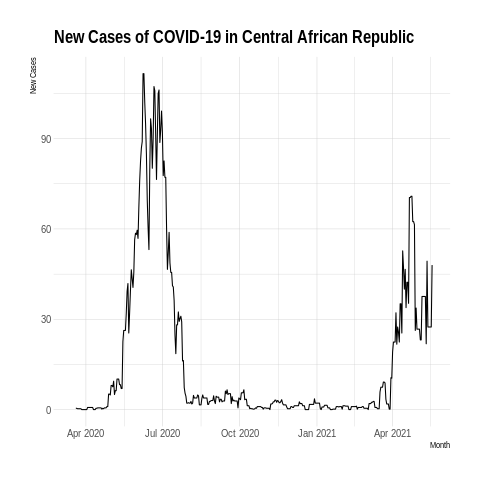 New Cases of COVID-19 in Central African Republic
New Cases
90
60
30
0
Apr 2020 Jul 2020 Oct 2020 Jan 2021 Apr 2021
Month